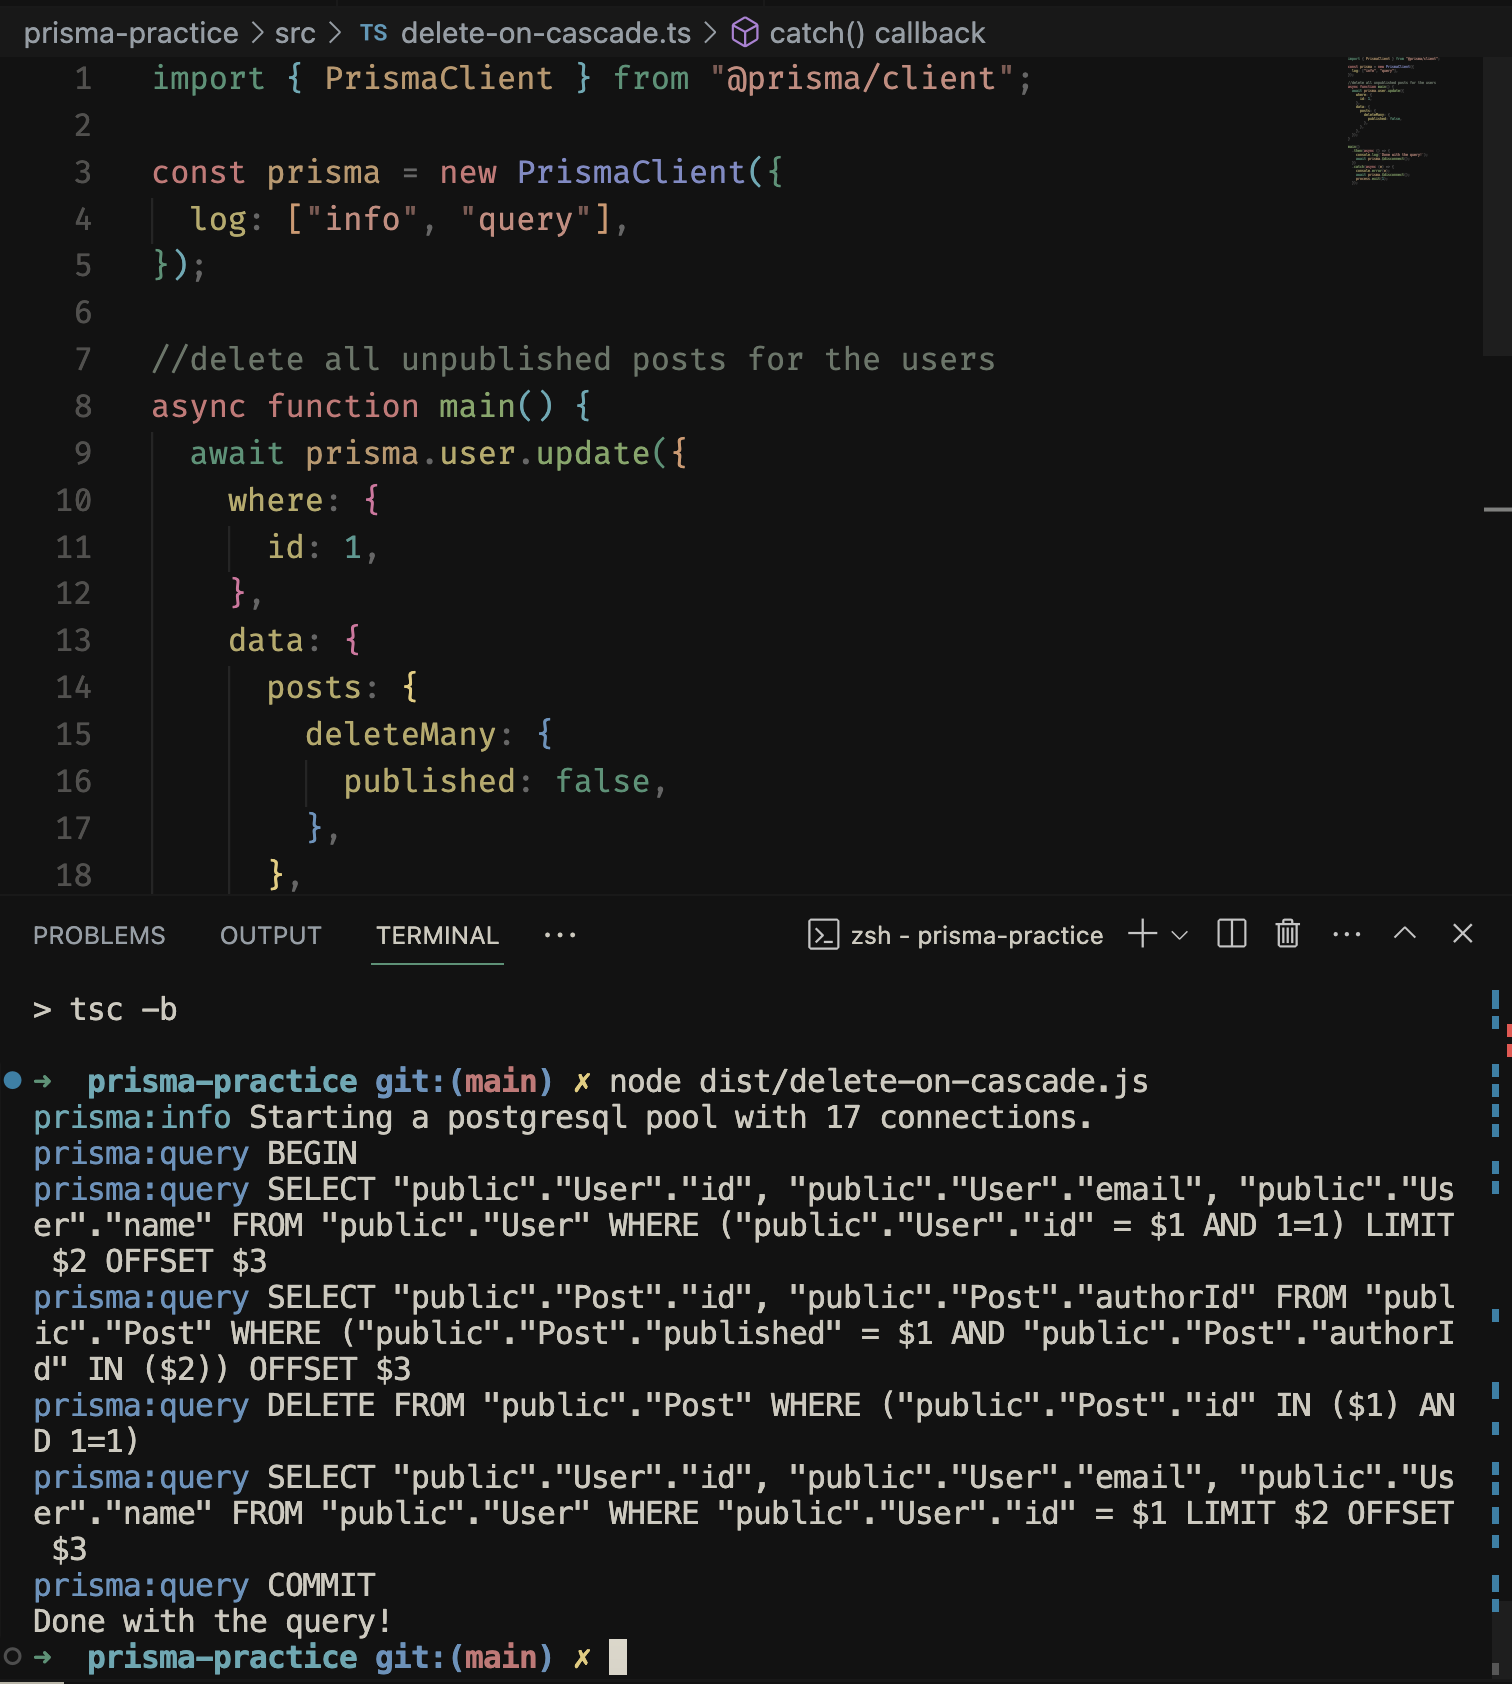 prisma-practice > src > TS delete-on-cascade.ts > catch() callback
1 import { PrismaClient } from "@prisma/client";
2
3 const prisma = new PrismaClient({
4 log: ["info", "query"],
5 });
6
7 //delete all unpublished posts for the users
8 async function main() {
9 await prisma.user.update({
10 where: {
11 id: 1,
12 },
13 data: {
14 posts: {
15 deleteMany: {
16 published: false,
17 },
18 },
PROBLEMS OUTPUT TERMINAL ··· zsh - prisma-practice
> tsc -b
➜ prisma-practice git:(main) ✗ node dist/delete-on-cascade.js
prisma:info Starting a postgresql pool with 17 connections.
prisma:query BEGIN
prisma:query SELECT "public"."User"."id", "public"."User"."email", "public"."Us
er"."name" FROM "public"."User" WHERE ("public"."User"."id" = $1 AND 1=1) LIMIT
$2 OFFSET $3
prisma:query SELECT "public"."Post"."id", "public"."Post"."authorId" FROM "publ
ic"."Post" WHERE ("public"."Post"."published" = $1 AND "public"."Post"."authorI
d" IN ($2)) OFFSET $3
prisma:query DELETE FROM "public"."Post" WHERE ("public"."Post"."id" IN ($1) AN
D 1=1)
prisma:query SELECT "public"."User"."id", "public"."User"."email", "public"."Us
er"."name" FROM "public"."User" WHERE "public"."User"."id" = $1 LIMIT $2 OFFSET
$3
prisma:query COMMIT
Done with the query!
➜ prisma-practice git:(main) ✗